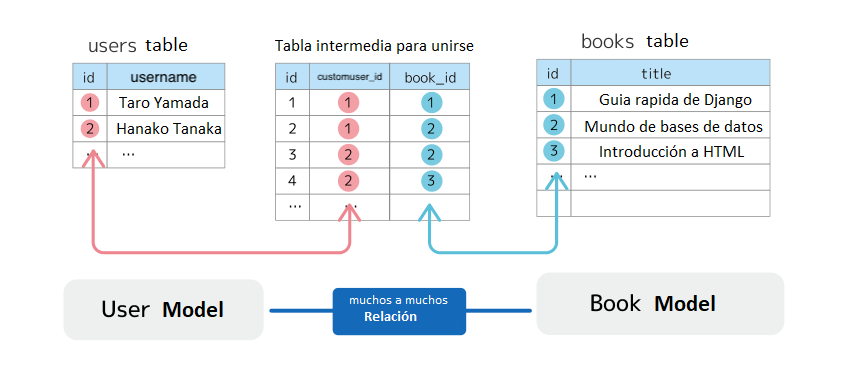 users table
id username
1 Taro Yamada
2 Hanako Tanaka
... ...
Tabla intermedia para unirse
id customuser_id book_id
1 1 1
2 1 2
3 2 2
4 2 3
... ...
books table
id title
1 Guia rapida de Django
2 Mundo de bases de datos
3 Introducción a HTML
... ...
User Model
muchos a muchos
Relación
Book Model